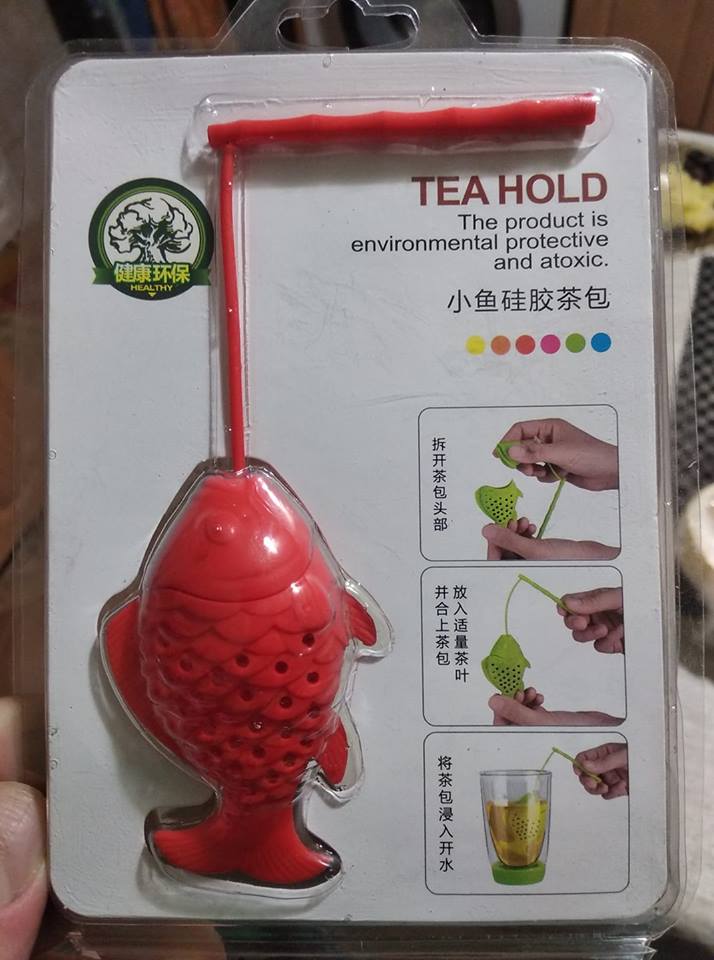 TEA HOLD
The product is
environmental protective
and atoxic.
小鱼硅胶茶包
健康环保
HEALTHY
拆开茶包头部
放入适量茶叶
并合上茶包
将茶包浸入开水